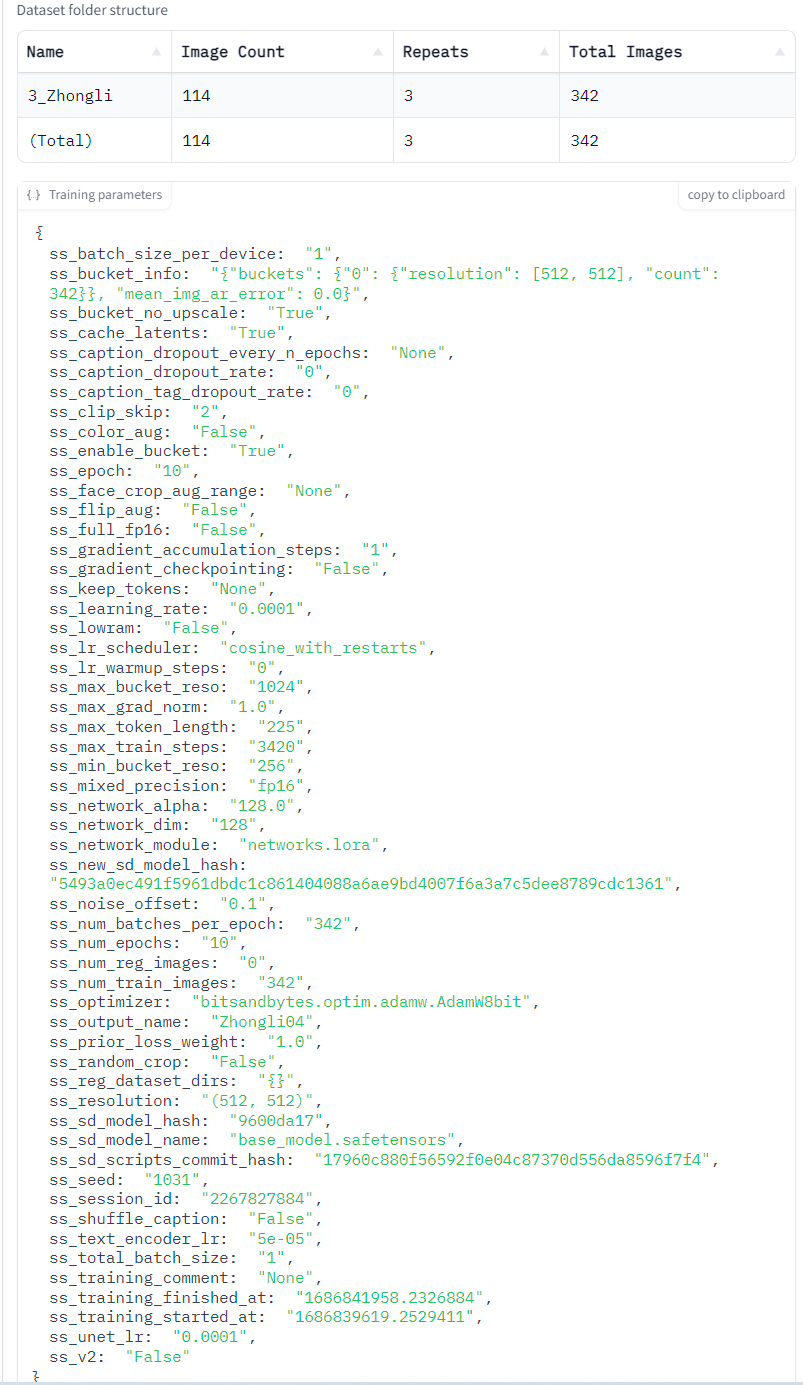 Dataset folder structure
Name Image Count Repeats Total Images
3_Zhongli 114 3 342
(Total) 114 3 342
{} Training parameters copy to clipboard
{
ss_batch_size_per_device: "1",
ss_bucket_info: "{"buckets": {"0": {"resolution": [512, 512], "count":
342}}, "mean_img_ar_error": 0.0}",
ss_bucket_no_upscale: "True",
ss_cache_latents: "True",
ss_caption_dropout_every_n_epochs: "None",
ss_caption_dropout_rate: "0",
ss_caption_tag_dropout_rate: "0",
ss_clip_skip: "2",
ss_color_aug: "False",
ss_enable_bucket: "True",
ss_epoch: "10",
ss_face_crop_aug_range: "None",
ss_flip_aug: "False",
ss_full_fp16: "False",
ss_gradient_accumulation_steps: "1",
ss_gradient_checkpointing: "False",
ss_keep_tokens: "None",
ss_learning_rate: "0.0001",
ss_lowram: "False",
ss_lr_scheduler: "cosine_with_restarts",
ss_lr_warmup_steps: "0",
ss_max_bucket_reso: "1024",
ss_max_grad_norm: "1.0",
ss_max_token_length: "225",
ss_max_train_steps: "3420",
ss_min_bucket_reso: "256",
ss_mixed_precision: "fp16",
ss_network_alpha: "128.0",
ss_network_dim: "128",
ss_network_module: "networks.lora",
ss_new_sd_model_hash:
"5493a0ec491f5961dbdc1c861404088a6ae9bd4007f6a3a7c5dee8789cdc1361",
ss_noise_offset: "0.1",
ss_num_batches_per_epoch: "342",
ss_num_epochs: "10",
ss_num_reg_images: "0",
ss_num_train_images: "342",
ss_optimizer: "bitsandbytes.optim.adamw.AdamW8bit",
ss_output_name: "Zhongli04",
ss_prior_loss_weight: "1.0",
ss_random_crop: "False",
ss_reg_dataset_dirs: "{}",
ss_resolution: "(512, 512)",
ss_sd_model_hash: "9600da17",
ss_sd_model_name: "base_model.safetensors",
ss_sd_scripts_commit_hash: "17960c880f56592f0e04c87370d556da8596f7f4",
ss_seed: "1031",
ss_session_id: "2267827884",
ss_shuffle_caption: "False",
ss_text_encoder_lr: "5e-05",
ss_total_batch_size: "1",
ss_training_comment: "None",
ss_training_finished_at: "1686841958.2326884",
ss_training_started_at: "1686839619.2529411",
ss_unet_lr: "0.0001",
ss_v2: "False"
}